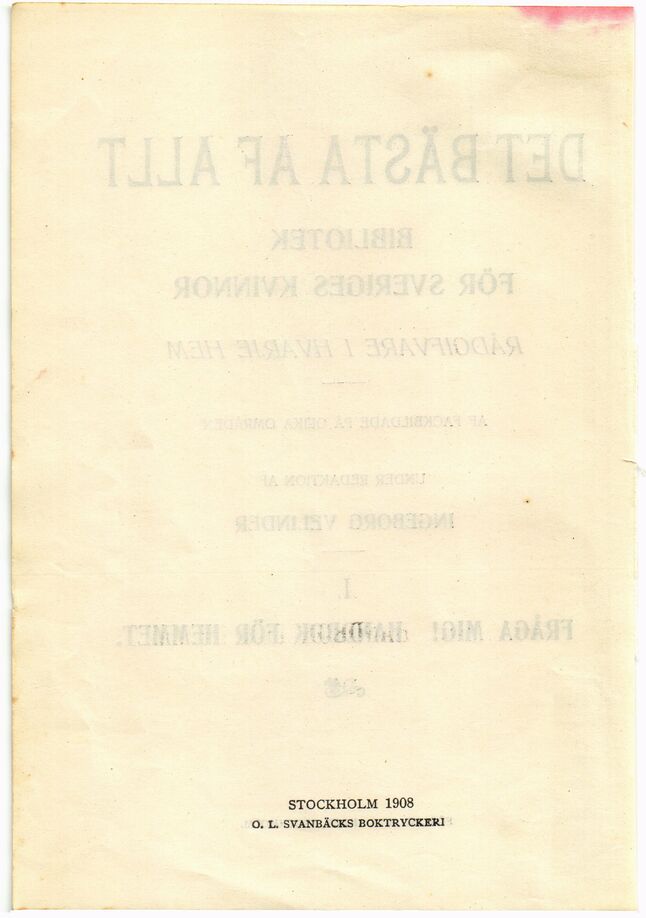 DET BÄSTA AF ALLT
BIBLIOTEK
FÖR SVERIGES KVINNOR
RÅDGIFVARE I HVARJE HEM
AF FACKBILDADE PÅ OLIKA OMRÅDEN
UNDER REDAKTION AF
INGEBORG VELINDER
I.
FRÅGA MIG! HANDBOK FÖR HEMMET.
STOCKHOLM 1908
O. L. SVANBÄCKS BOKTRYCKERI